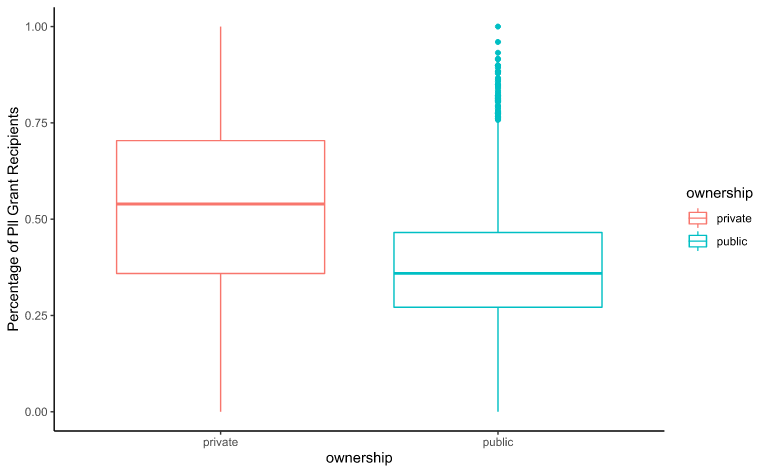 Percentage of Pll Grant Recipients
1.00
0.75
0.50
0.25
0.00
private
public
ownership
ownership
private
public